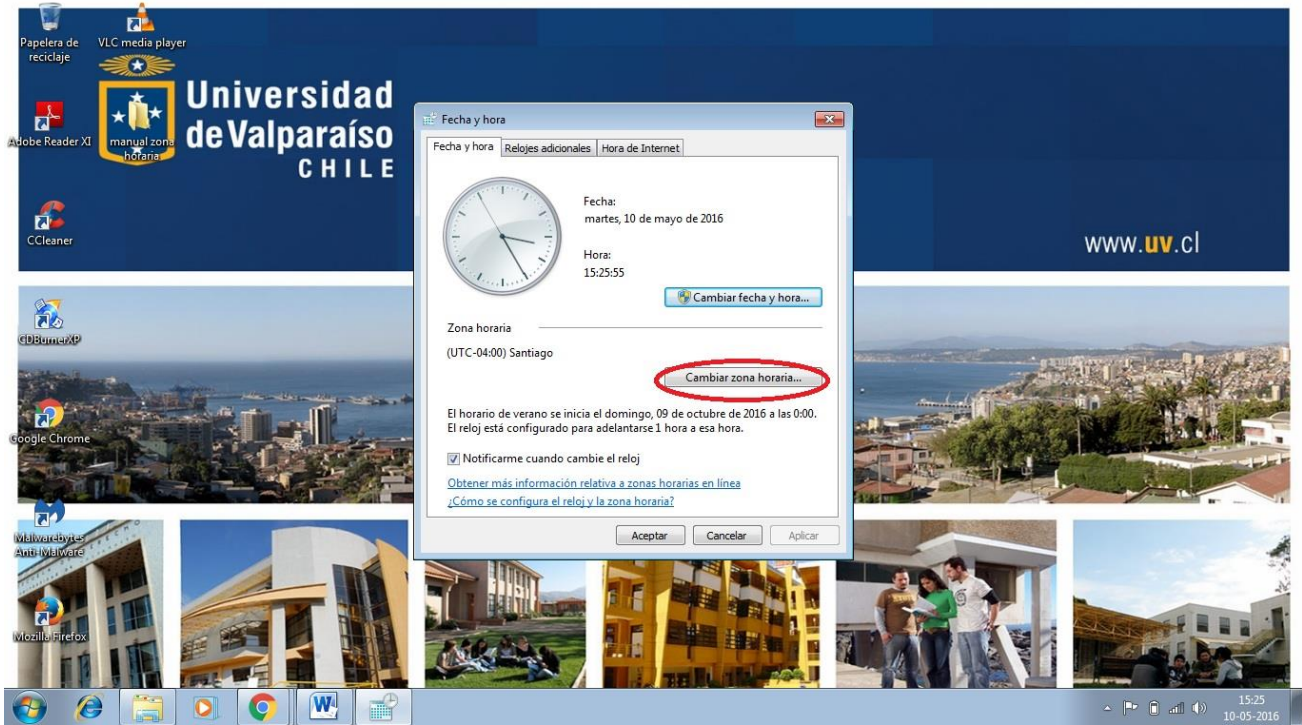 Papelera de
reciclaje
VLC media player
Adobe Reader XI
manual zona
horaria
CCleaner
CDBurnerXP
Google Chrome
Malwarebytes
Anti-Malware
Mozilla Firefox
Universidad
de Valparaíso
CHILE
www.uv.cl
Fecha y hora
Fecha y hora
Relojes adicionales
Hora de Internet
Fecha:
martes, 10 de mayo de 2016
Hora:
15:25:55
Cambiar fecha y hora...
Zona horaria
(UTC-04:00) Santiago
Cambiar zona horaria...
El horario de verano se inicia el domingo, 09 de octubre de 2016 a las 0:00.
El reloj está configurado para adelantarse 1 hora a esa hora.
Notificarme cuando cambie el reloj
Obtener más información relativa a zonas horarias en línea
¿Cómo se configura el reloj y la zona horaria?
Aceptar
Cancelar
Aplicar
15:25
10-05-2016